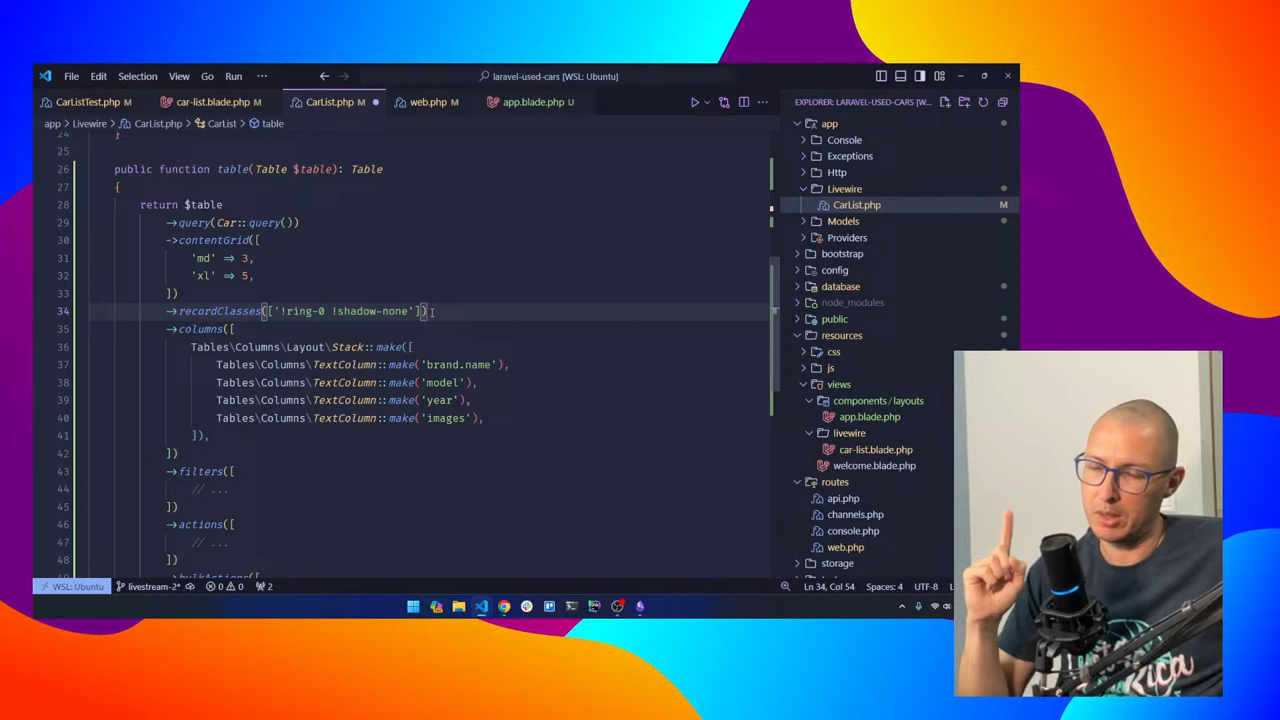 File Edit Selection View Go Run ...
laravel-used-cars [WSL: Ubuntu]
CarListTest.php M
car-list.blade.php M
CarList.php M
web.php M
app.blade.php U
EXPLORER: LARAVEL-USED-CARS [W...
app > Livewire > CarList.php > CarList > table
24 }
25
26 public function table(Table $table): Table
27 {
28 return $table
29 ->query(Car::query())
30 ->contentGrid([
31 'md' => 3,
32 'xl' => 5,
33 ])
34 ->recordClasses(['!ring-0 !shadow-none'])
35 ->columns([
36 Tables\Columns\Layout\Stack::make([
37 Tables\Columns\TextColumn::make('brand.name'),
38 Tables\Columns\TextColumn::make('model'),
39 Tables\Columns\TextColumn::make('year'),
40 Tables\Columns\TextColumn::make('images'),
41 ]),
42 ])
43 ->filters([
44 // ...
45 ])
46 ->actions([
47 // ...
48 ])
->bulkActions([
app
Console
Exceptions
Http
Livewire
CarList.php M
Models
Providers
bootstrap
config
database
node_modules
public
resources
css
js
views
components/layouts
app.blade.php
livewire
car-list.blade.php
welcome.blade.php
routes
api.php
channels.php
console.php
web.php
storage
WSL: Ubuntu livestream-2* 0 0 2
Ln 34, Col 54 Spaces: 4 UTF-8